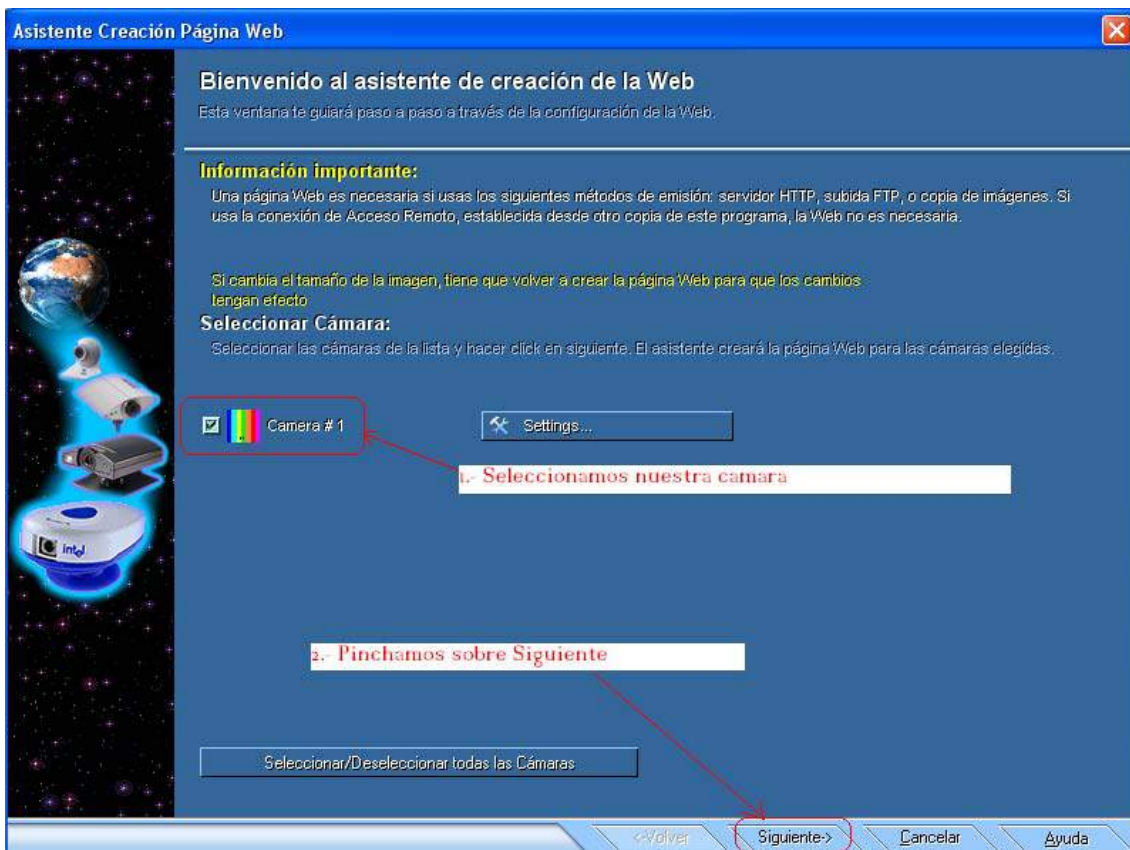 Asistente Creación Página Web
Bienvenido al asistente de creación de la Web
Esta ventana te guiará paso a paso a través de la configuración de la Web.
Información importante:
Una página Web es necesaria si usas los siguientes métodos de emisión: servidor HTTP, subida FTP, o copia de imágenes. Si
usa la conexión de Acceso Remoto, establecida desde otro copia de este programa, la Web no es necesaria.
Si cambia el tamaño de la imagen, tiene que volver a crear la página Web para que los cambios
tengan efecto
Seleccionar Cámara:
Seleccionar las cámaras de la lista y hacer click en siguiente. El asistente creará la página Web para las cámaras elegidas.
Camera # 1
Settings...
1.- Seleccionamos nuestra camara
intel
2.- Pinchamos sobre Siguiente
Seleccionar/Deseleccionar todas las Cámaras
<-Volver
Siguiente->
Cancelar
Ayuda